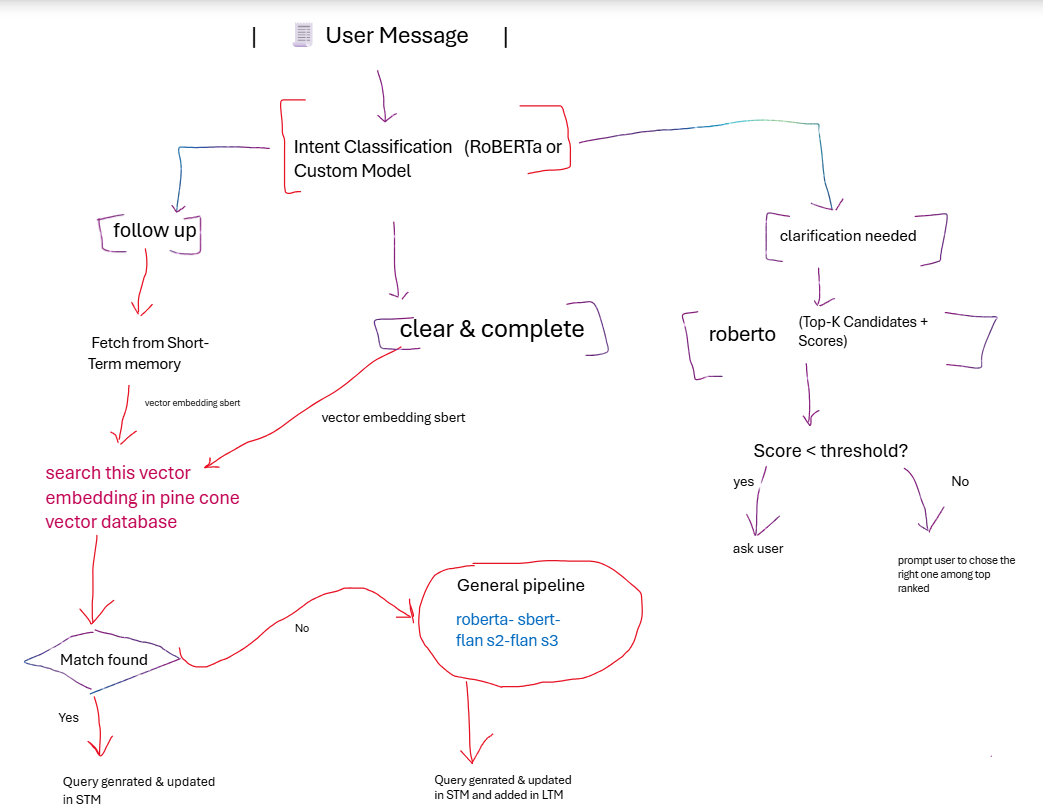 | User Message |
Intent Classification (RoBERTa or
Custom Model
follow up
clarification needed
clear & complete
roberto
(Top-K Candidates +
Scores)
Fetch from Short-
Term memory
vector embedding sbert
vector embedding sbert
Score < threshold?
search this vector
embedding in pine cone
vector database
yes
No
ask user
prompt user to chose the
right one among top
ranked
General pipeline
roberta- sbert-
flan s2-flan s3
No
Match found
Yes
Query genrated & updated
in STM
Query genrated & updated
in STM and added in LTM